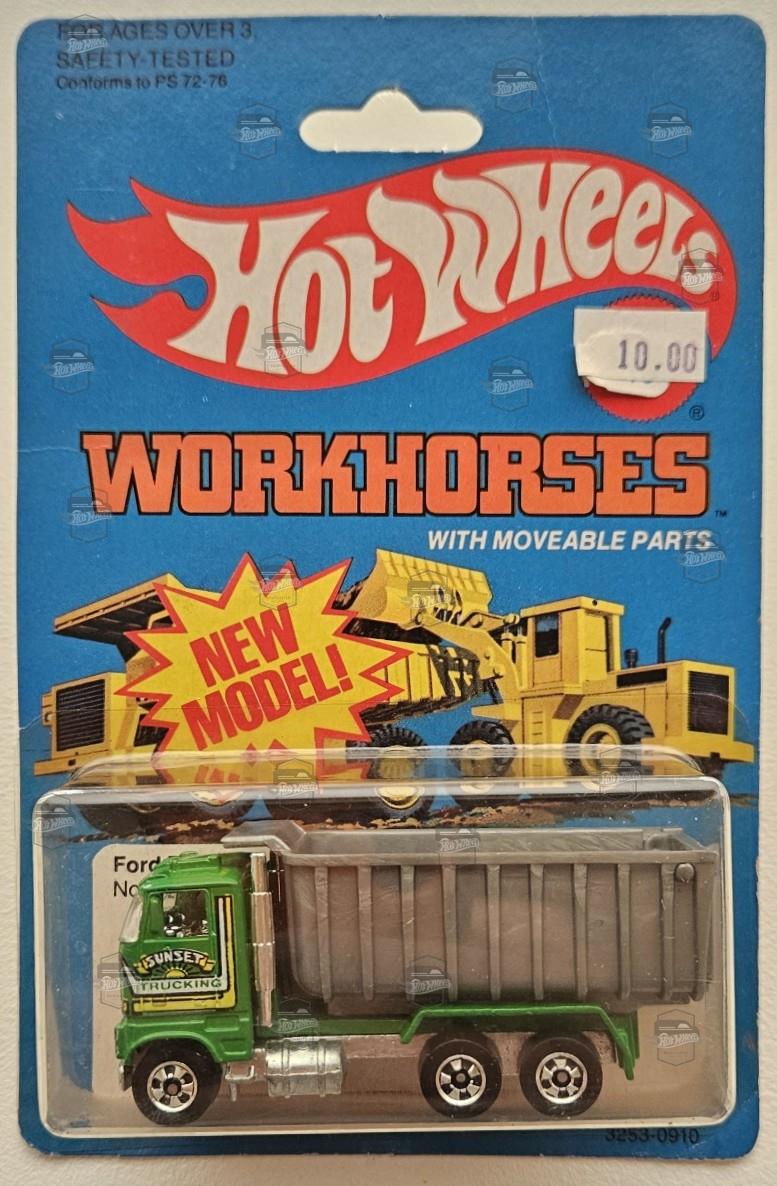 FOR AGES OVER 3,
SAFETY-TESTED
Conforms to PS 72-76
HOT WHEELS
®
10.00
®
WORKHORSES
™
WITH MOVEABLE PARTS
NEW
MODEL!
Ford
No
SUNSET
TRUCKING
3253-0910